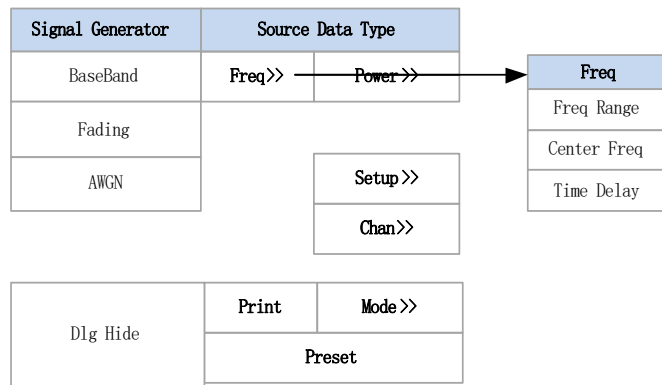 Signal Generator
Source Data Type
BaseBand
Freq>>
Power>>
Freq
Fading
Freq Range
Center Freq
AWGN
Setup>>
Time Delay
Chan>>
Dlg Hide
Print
Mode>>
Preset